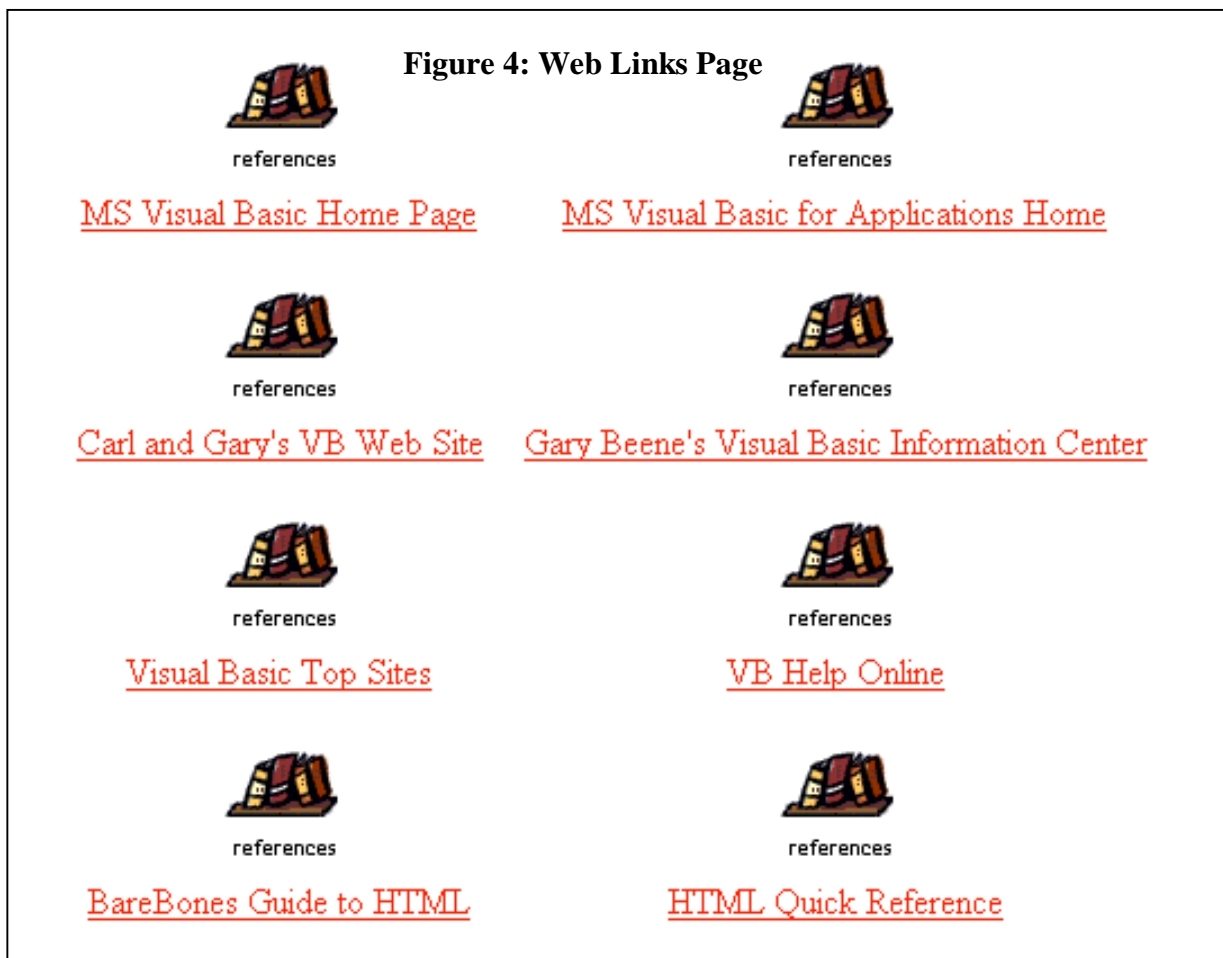 Figure 4: Web Links Page
references references
MS Visual Basic Home Page MS Visual Basic for Applications Home
references references
Carl and Gary's VB Web Site Gary Beene's Visual Basic Information Center
references references
Visual Basic Top Sites VB Help Online
references references
BareBones Guide to HTML HTML Quick Reference